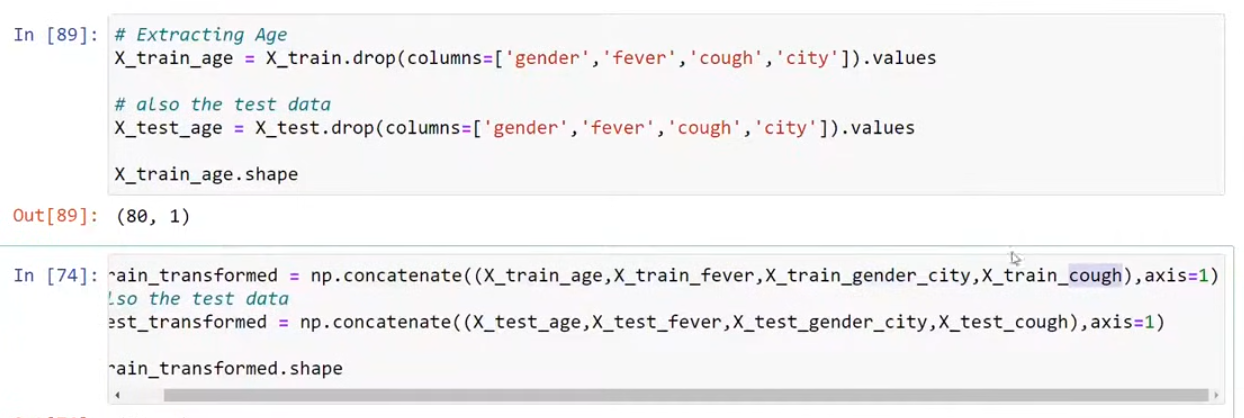 In [89]: # Extracting Age
X_train_age = X_train.drop(columns=['gender','fever','cough','city']).values
# also the test data
X_test_age = X_test.drop(columns=['gender','fever','cough','city']).values
X_train_age.shape
Out[89]: (80, 1)
In [74]: rain_transformed = np.concatenate((X_train_age,X_train_fever,X_train_gender_city,X_train_cough),axis=1)
lso the test data
est_transformed = np.concatenate((X_test_age,X_test_fever,X_test_gender_city,X_test_cough),axis=1)
rain_transformed.shape